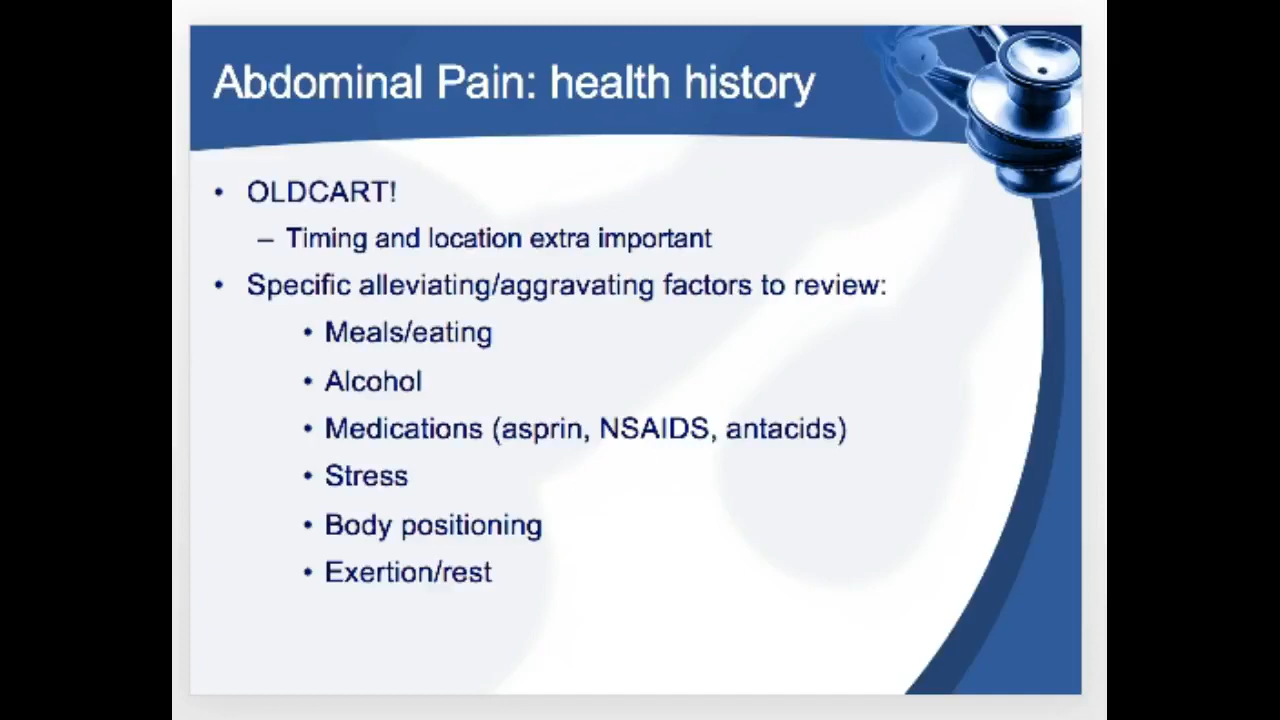 Abdominal Pain: health history
• OLDCART!
– Timing and location extra important
• Specific alleviating/aggravating factors to review:
• Meals/eating
• Alcohol
• Medications (asprin, NSAIDS, antacids)
• Stress
• Body positioning
• Exertion/rest